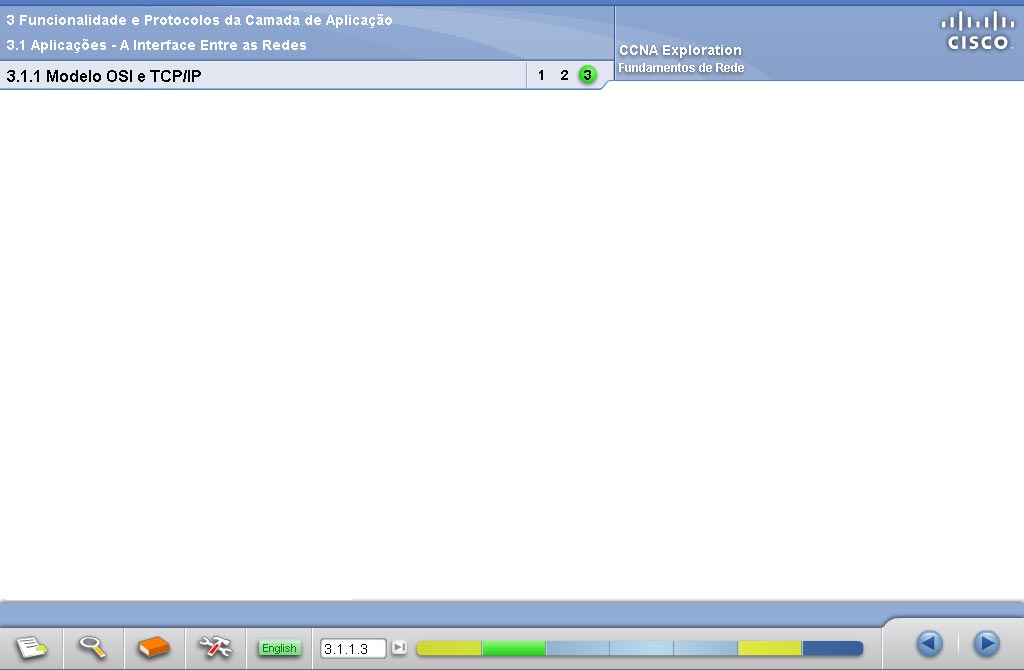 3 Funcionalidade e Protocolos da Camada de Aplicação
3.1 Aplicações - A Interface Entre as Redes
3.1.1 Modelo OSI e TCP/IP
1 2 3
CCNA Exploration
Fundamentos de Rede
CISCO
English
3.1.1.3